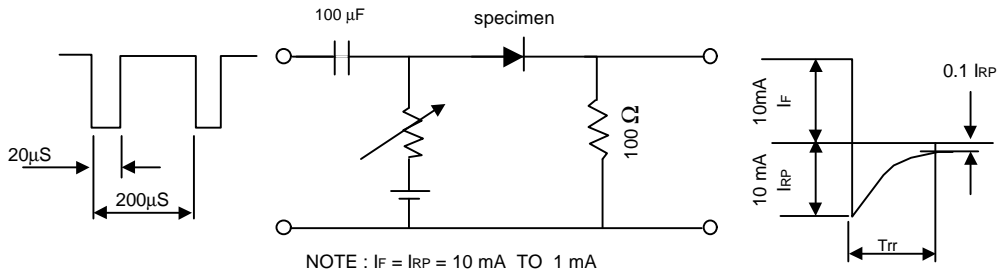 20μS
200μS
100 μF
specimen
100 Ω
NOTE : IF = IRP = 10 mA TO 1 mA
10mA
IF
10 mA
IRP
0.1 IRP
Trr